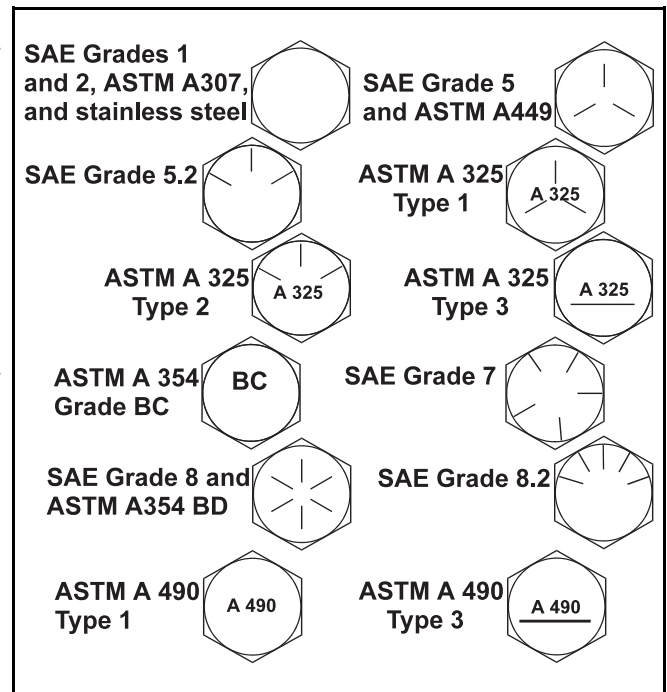 SAE Grades 1
and 2, ASTM A307,
and stainless steel
SAE Grade 5
and ASTM A449
SAE Grade 5.2
ASTM A 325
Type 1
A 325
ASTM A 325
Type 2
A 325
ASTM A 325
Type 3
A 325
ASTM A 354
Grade BC
BC
SAE Grade 7
SAE Grade 8 and
ASTM A354 BD
SAE Grade 8.2
ASTM A 490
Type 1
A 490
ASTM A 490
Type 3
A 490